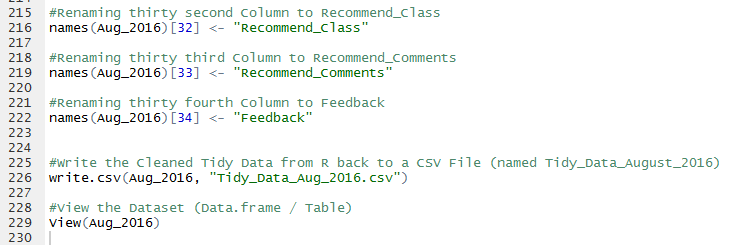 215 #Renaming thirty second Column to Recommend_Class
216 names(Aug_2016)[32] <- "Recommend_Class"
217
218 #Renaming thirty third Column to Recommend_Comments
219 names(Aug_2016)[33] <- "Recommend_Comments"
220
221 #Renaming thirty fourth Column to Feedback
222 names(Aug_2016)[34] <- "Feedback"
223
224
225 #Write the Cleaned Tidy Data from R back to a CSV File (named Tidy_Data_August_2016)
226 write.csv(Aug_2016, "Tidy_Data_Aug_2016.csv")
227
228 #View the Dataset (Data.frame / Table)
229 View(Aug_2016)
230